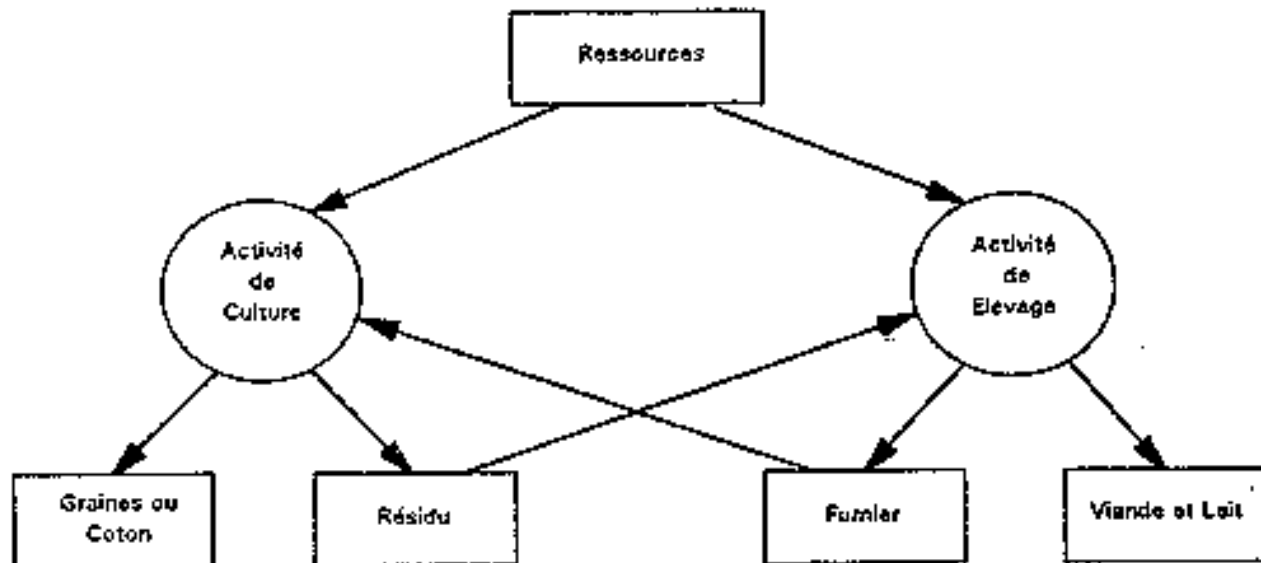 Ressources
Activité
de
Culture
Activité
de
Elevage
Graines ou
Coton
Résidu
Fumier
Viande et Lait